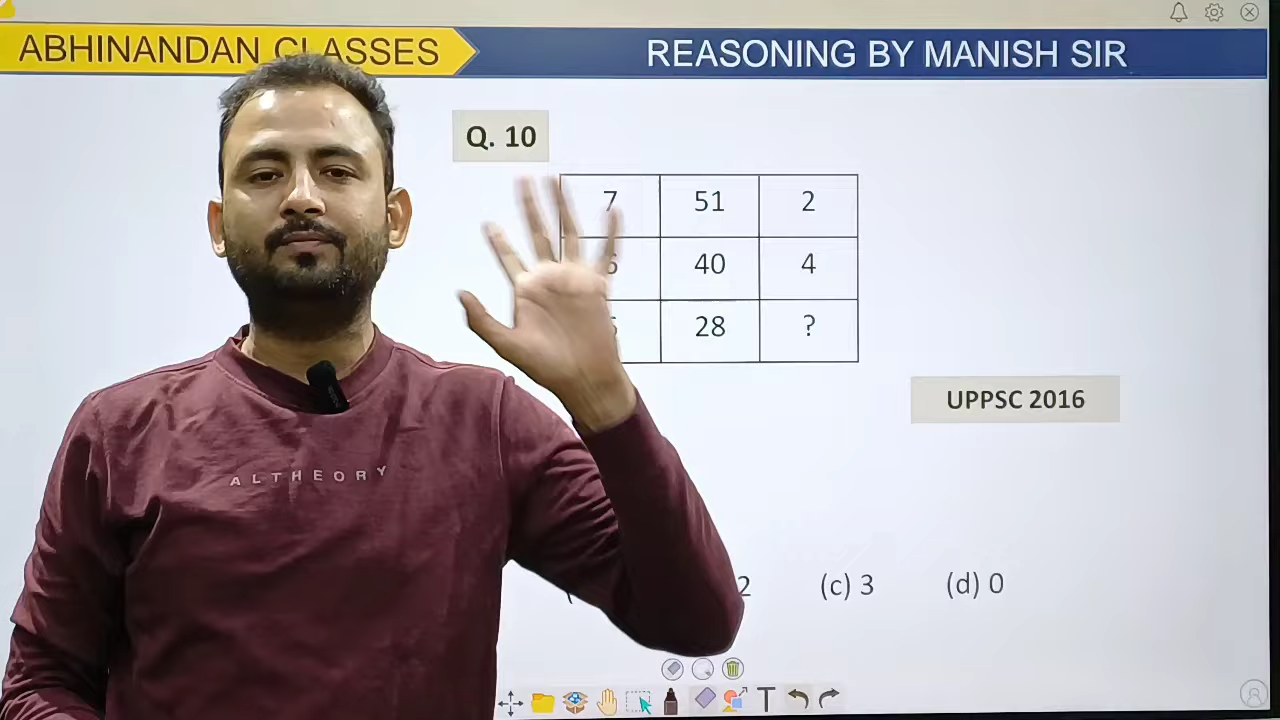 ABHINANDAN CLASSES
REASONING BY MANISH SIR
Q. 10
7 51 2
40 4
28 ?
UPPSC 2016
2 (c) 3 (d) 0
ALTHEORY
T